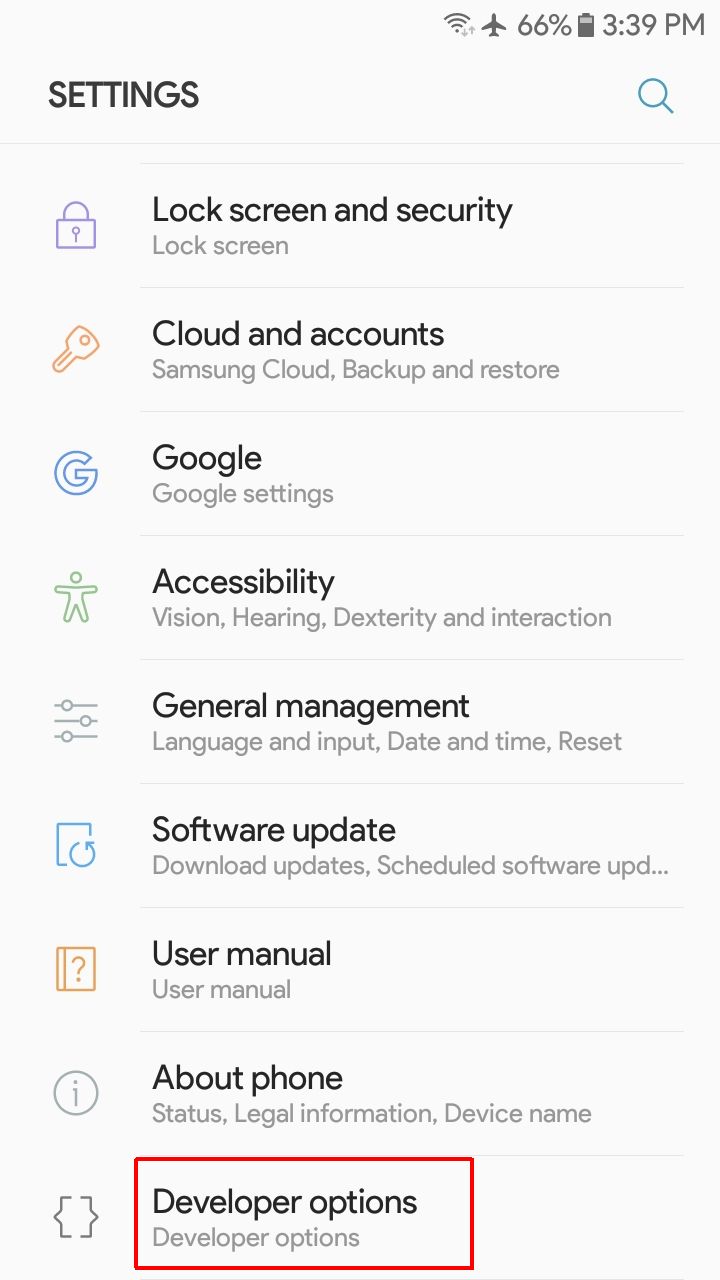 66% 3:39 PM
SETTINGS
Lock screen and security
Lock screen
Cloud and accounts
Samsung Cloud, Backup and restore
Google
Google settings
Accessibility
Vision, Hearing, Dexterity and interaction
General management
Language and input, Date and time, Reset
Software update
Download updates, Scheduled software upd...
User manual
User manual
About phone
Status, Legal information, Device name
Developer options
Developer options